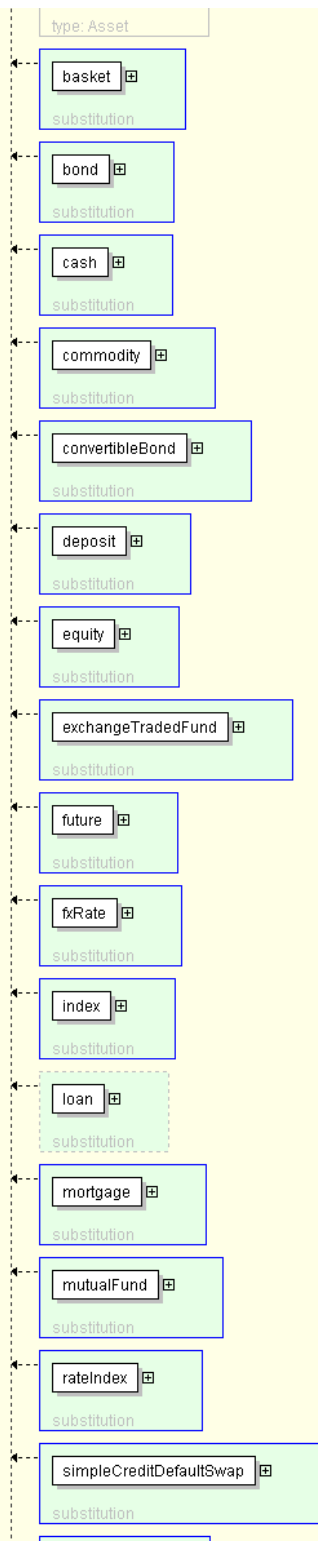 type: Asset
basket
substitution
bond
substitution
cash
substitution
commodity
substitution
convertibleBond
substitution
deposit
substitution
equity
substitution
exchangeTradedFund
substitution
future
substitution
fxRate
substitution
index
substitution
loan
substitution
mortgage
substitution
mutualFund
substitution
rateIndex
substitution
simpleCreditDefaultSwap
substitution